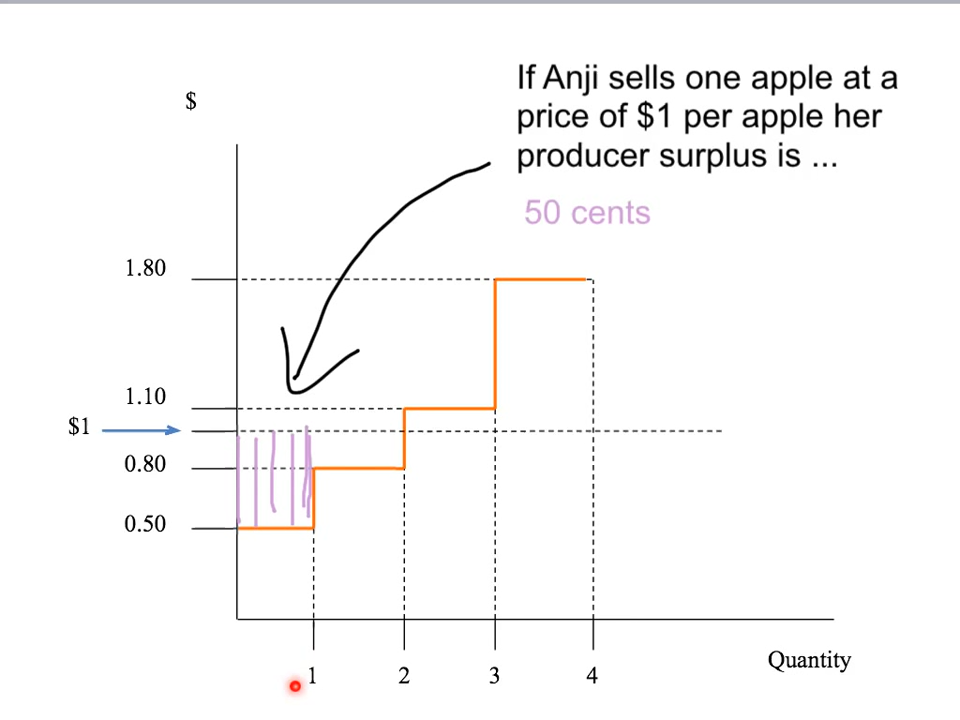 If Anji sells one apple at a
price of $1 per apple her
producer surplus is ...
50 cents
$
1.80
1.10
$1
0.80
0.50
1 2 3 4
Quantity